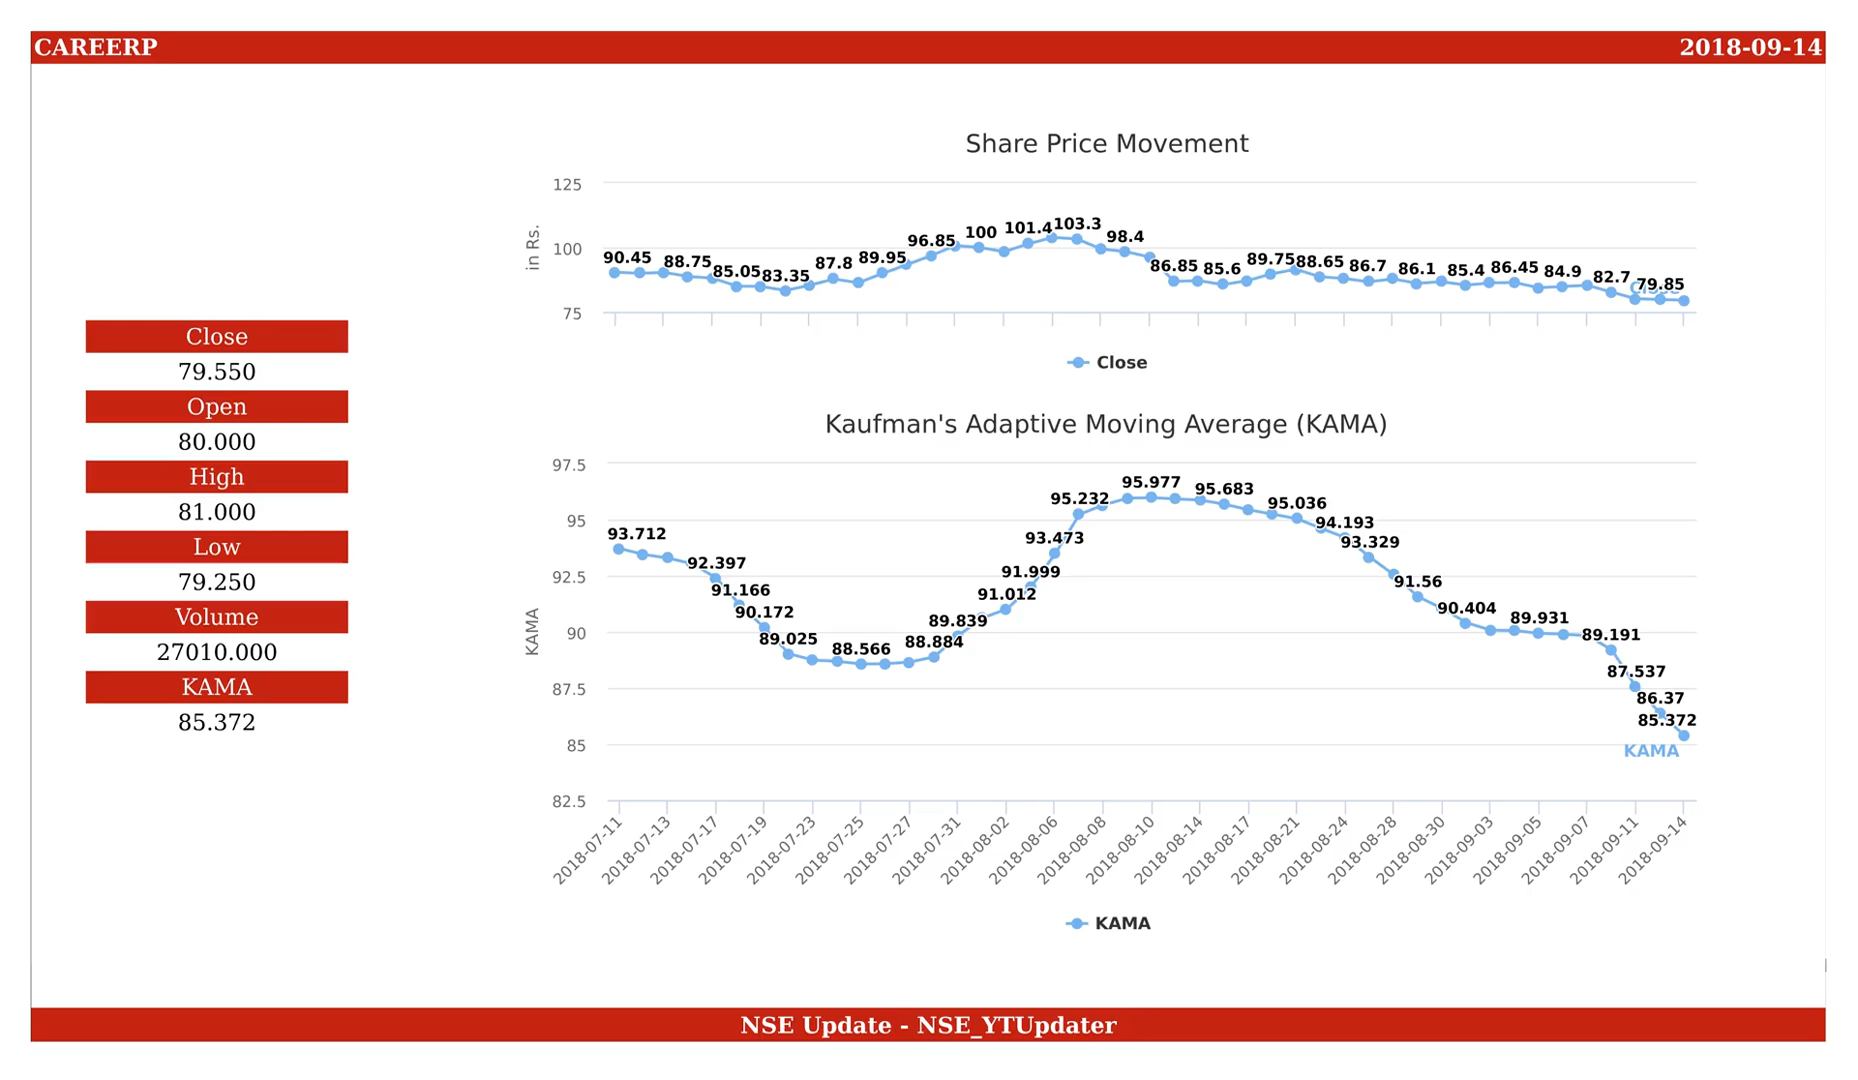 CAREERP 2018-09-14
Share Price Movement
125
100
75
in Rs.
90.45 88.75 85.05 83.35 87.8 89.95 96.85 100 101.4 103.3 98.4 86.85 85.6 89.75 88.65 86.7 86.1 85.4 86.45 84.9 82.7 79.85
Close
Close
Close
79.550
Open
80.000
High
81.000
Low
79.250
Volume
27010.000
KAMA
85.372
Kaufman's Adaptive Moving Average (KAMA)
97.5
95
92.5
90
87.5
85
82.5
KAMA
93.712 92.397 91.166 90.172 89.025 88.566 88.884 89.839 91.012 91.999 93.473 95.232 95.977 95.683 95.036 94.193 93.329 91.56 90.404 89.931 89.191 87.537 86.37 85.372
KAMA
2018-07-11 2018-07-13 2018-07-17 2018-07-19 2018-07-23 2018-07-25 2018-07-27 2018-07-31 2018-08-02 2018-08-06 2018-08-08 2018-08-10 2018-08-14 2018-08-17 2018-08-21 2018-08-24 2018-08-28 2018-08-30 2018-09-03 2018-09-05 2018-09-07 2018-09-11 2018-09-14
KAMA
NSE Update - NSE_YTUpdater